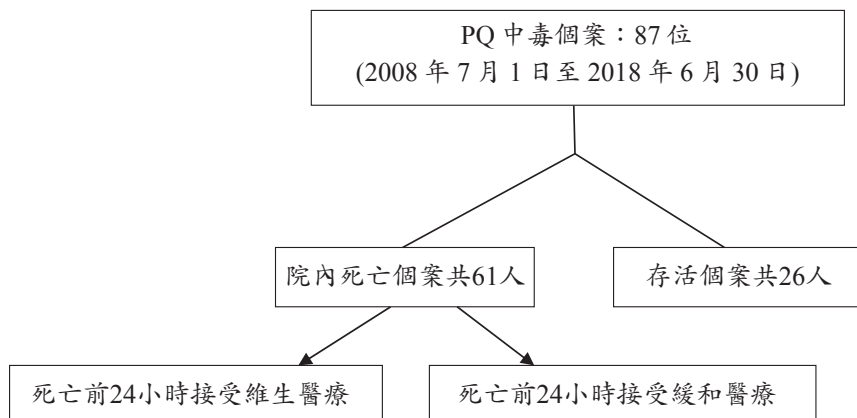 PQ 中毒個案：87 位
(2008 年 7 月 1 日至 2018 年 6 月 30 日)
院內死亡個案共61人
存活個案共26人
死亡前24小時接受維生醫療
死亡前24小時接受緩和醫療